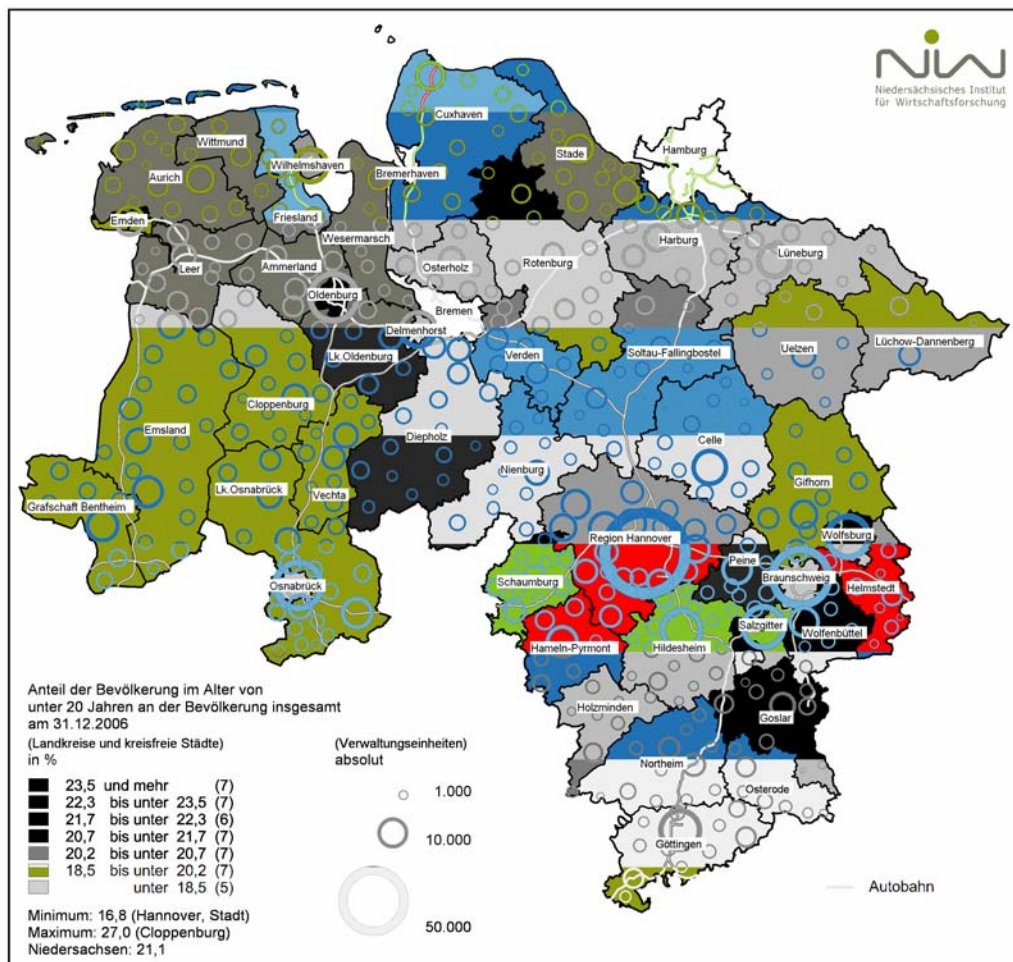 NIW
Niedersächsisches Institut
für Wirtschaftsforschung
Cuxhaven
Wittmund
Wilhelmshaven
Stade
Hamburg
Aurich
Bremerhaven
Emden
Friesland
Wesermarsch
Leer
Ammerland
Osterholz
Rotenburg
Harburg
Lüneburg
Oldenburg
Bremen
Delmenhorst
Lk.Oldenburg
Verden
Soltau-Fallingbostel
Uelzen
Lüchow-Dannenberg
Cloppenburg
Emsland
Diepholz
Celle
Nienburg
Gifhorn
Lk.Osnabrück
Vechta
Grafschaft Bentheim
Region Hannover
Wolfsburg
Peine
Schaumburg
Braunschweig
Helmstedt
Osnabrück
Salzgitter
Wolfenbüttel
Hameln-Pyrmont
Hildesheim
Holzminden
Goslar
Northeim
Osterode
Göttingen
Anteil der Bevölkerung im Alter von
unter 20 Jahren an der Bevölkerung insgesamt
am 31.12.2006
(Landkreise und kreisfreie Städte)
in %
23,5 und mehr (7)
22,3 bis unter 23,5 (7)
21,7 bis unter 22,3 (6)
20,7 bis unter 21,7 (7)
20,2 bis unter 20,7 (7)
18,5 bis unter 20,2 (7)
unter 18,5 (5)
Minimum: 16,8 (Hannover, Stadt)
Maximum: 27,0 (Cloppenburg)
Niedersachsen: 21,1
(Verwaltungseinheiten)
absolut
1.000
10.000
50.000
Autobahn